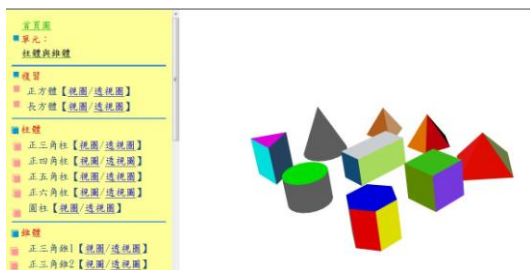 首頁圖
單元：
柱體與錐體
複習
正方體【視圖/透視圖】
長方體【視圖/透視圖】
柱體
正三角柱【視圖/透視圖】
正四角柱【視圖/透視圖】
正五角柱【視圖/透視圖】
正六角柱【視圖/透視圖】
圓柱【視圖/透視圖】
錐體
正三角錐1【視圖/透視圖】
正三角錐2【視圖/透視圖】